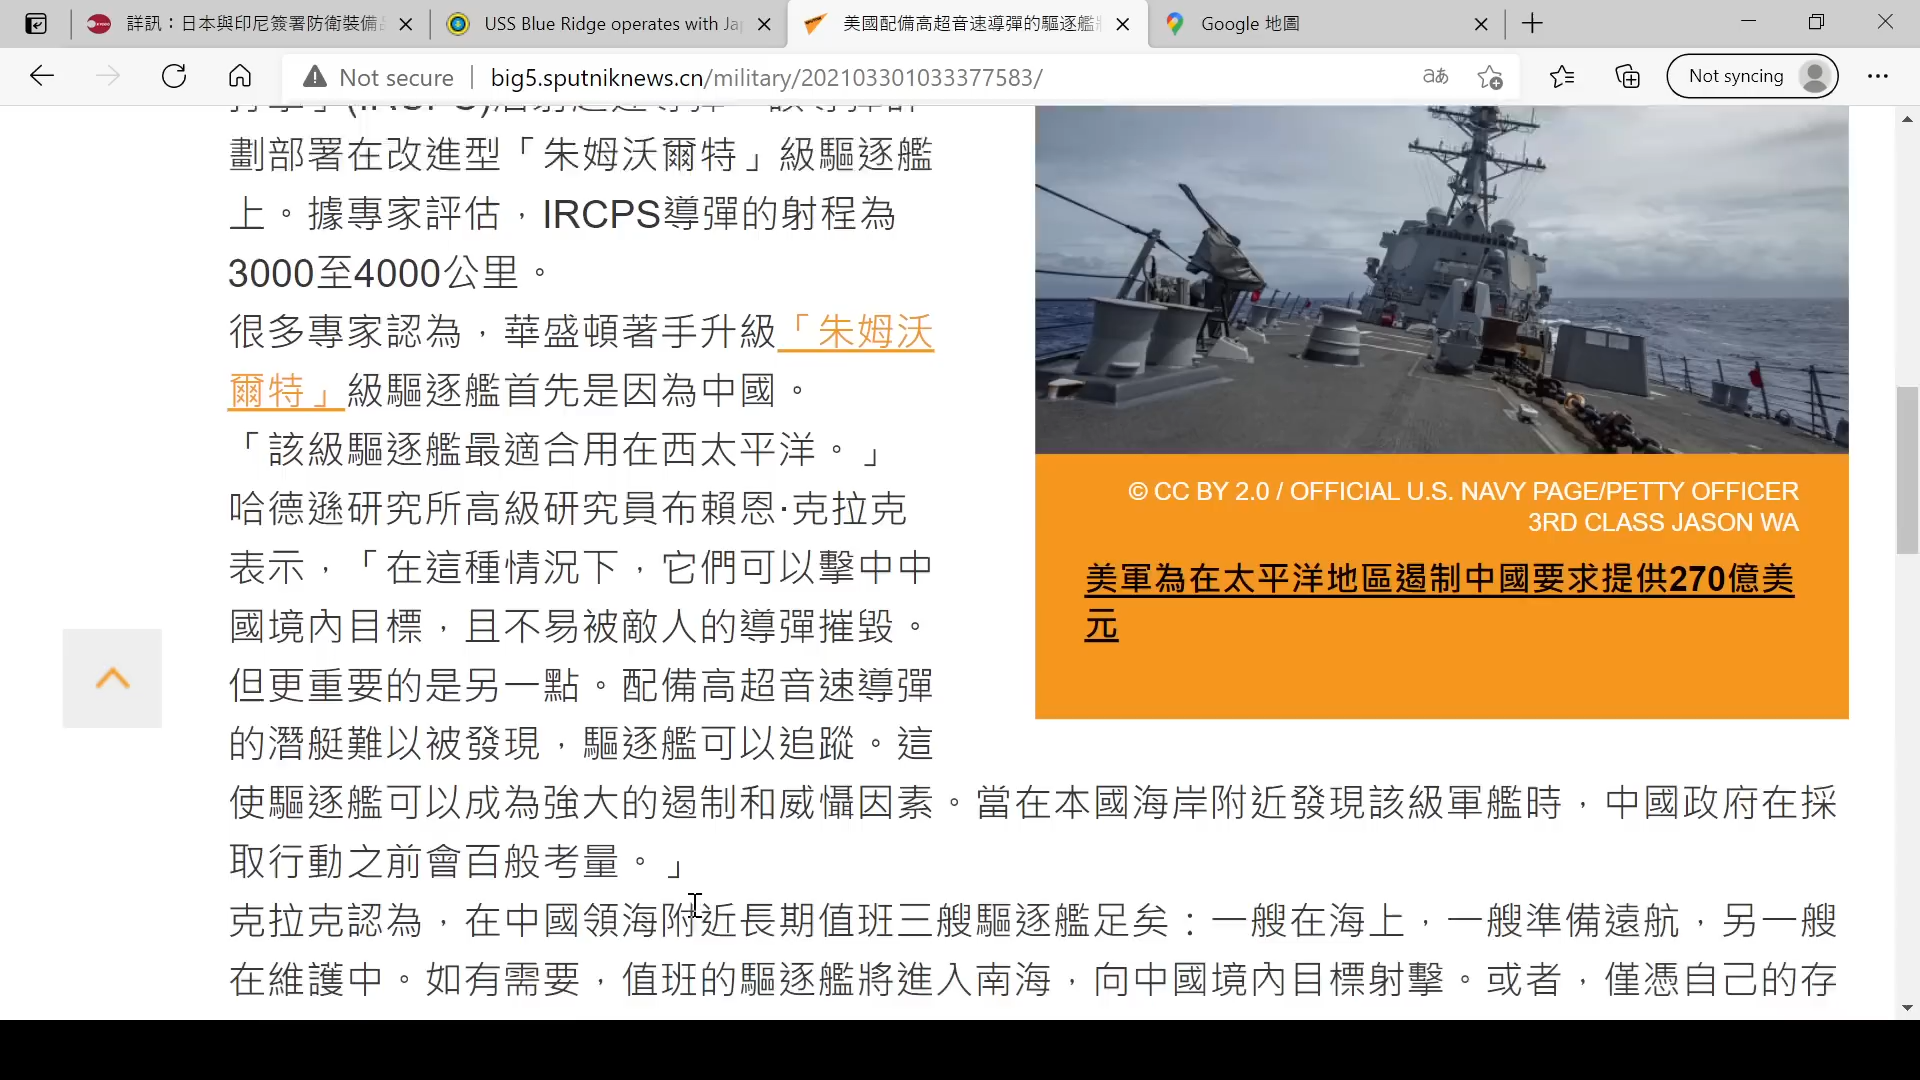 詳訊：日本與印尼簽署防衛裝備品
USS Blue Ridge operates with Jap
美國配備高超音速導彈的驅逐艦將
Google 地圖
Not secure
big5.sputniknews.cn/military/202103301033377583/
Not syncing
劃部署在改進型「朱姆沃爾特」級驅逐艦
上。據專家評估，IRCPS導彈的射程為
3000至4000公里。
很多專家認為，華盛頓著手升級「朱姆沃
爾特」級驅逐艦首先是因為中國。
「該級驅逐艦最適合用在西太平洋。」
哈德遜研究所高級研究員布賴恩·克拉克
表示，「在這種情況下，它們可以擊中中
國境內目標，且不易被敵人的導彈摧毀。
但更重要的是另一點。配備高超音速導彈
的潛艇難以被發現，驅逐艦可以追蹤。這
使驅逐艦可以成為強大的遏制和威懾因素。當在本國海岸附近發現該級軍艦時，中國政府在採
取行動之前會百般考量。」
克拉克認為，在中國領海附近長期值班三艘驅逐艦足矣：一艘在海上，一艘準備遠航，另一艘
在維護中。如有需要，值班的驅逐艦將進入南海，向中國境內目標射擊。或者，僅憑自己的存
© CC BY 2.0 / OFFICIAL U.S. NAVY PAGE/PETTY OFFICER
3RD CLASS JASON WA
美軍為在太平洋地區遏制中國要求提供270億美
元